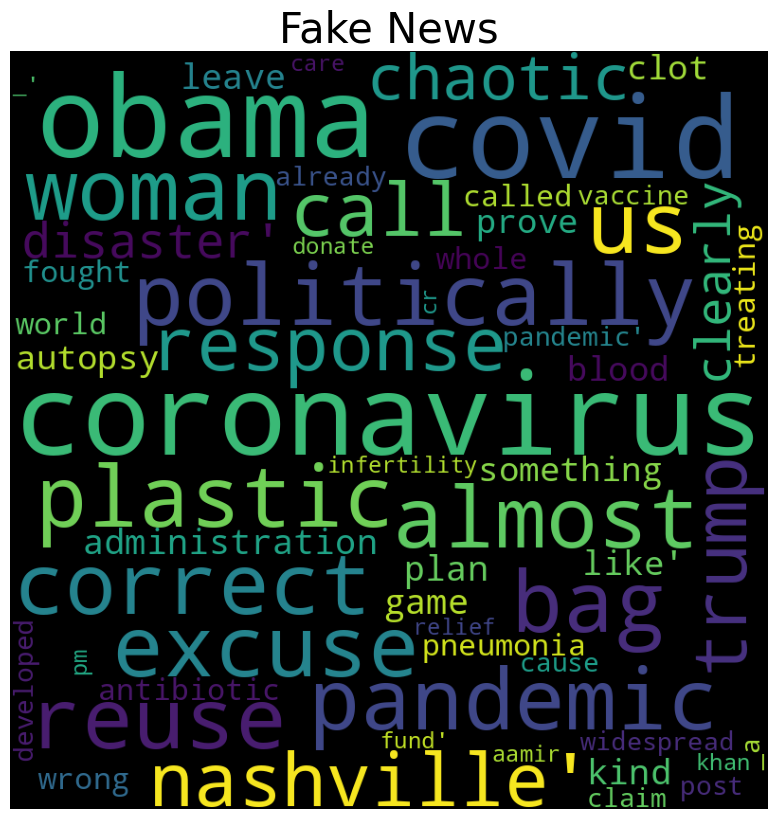 Fake News
_'
care
leave
chaotic
clot
obama
covid
woman
already
call
called
vaccine
us
prove
disaster'
donate
whole
clearly
treating
fought
politically
cr
world
response
pandemic'
autopsy
blood
coronavirus
infertility
something
plastic
almost
trump
administration
plan
like'
correct
game
bag
relief
excuse
pneumonia
cause
developed
pm
antibiotic
reuse
pandemic
fund'
aamir
widespread
a
khan
wrong
nashville'
kind
post
claim